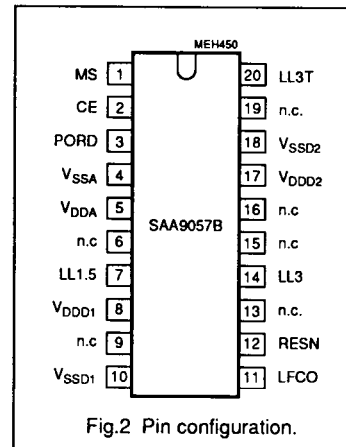 MEH450
MS 1 20 LL3T
CE 2 19 n.c.
PORD 3 18 VSSD2
VSSA 4 17 VDDD2
VDDA 5 16 n.c
SAA9057B
n.c 6 15 n.c
LL1.5 7 14 LL3
VDDD1 8 13 n.c.
n.c 9 12 RESN
VSSD1 10 11 LFCO
Fig.2 Pin configuration.